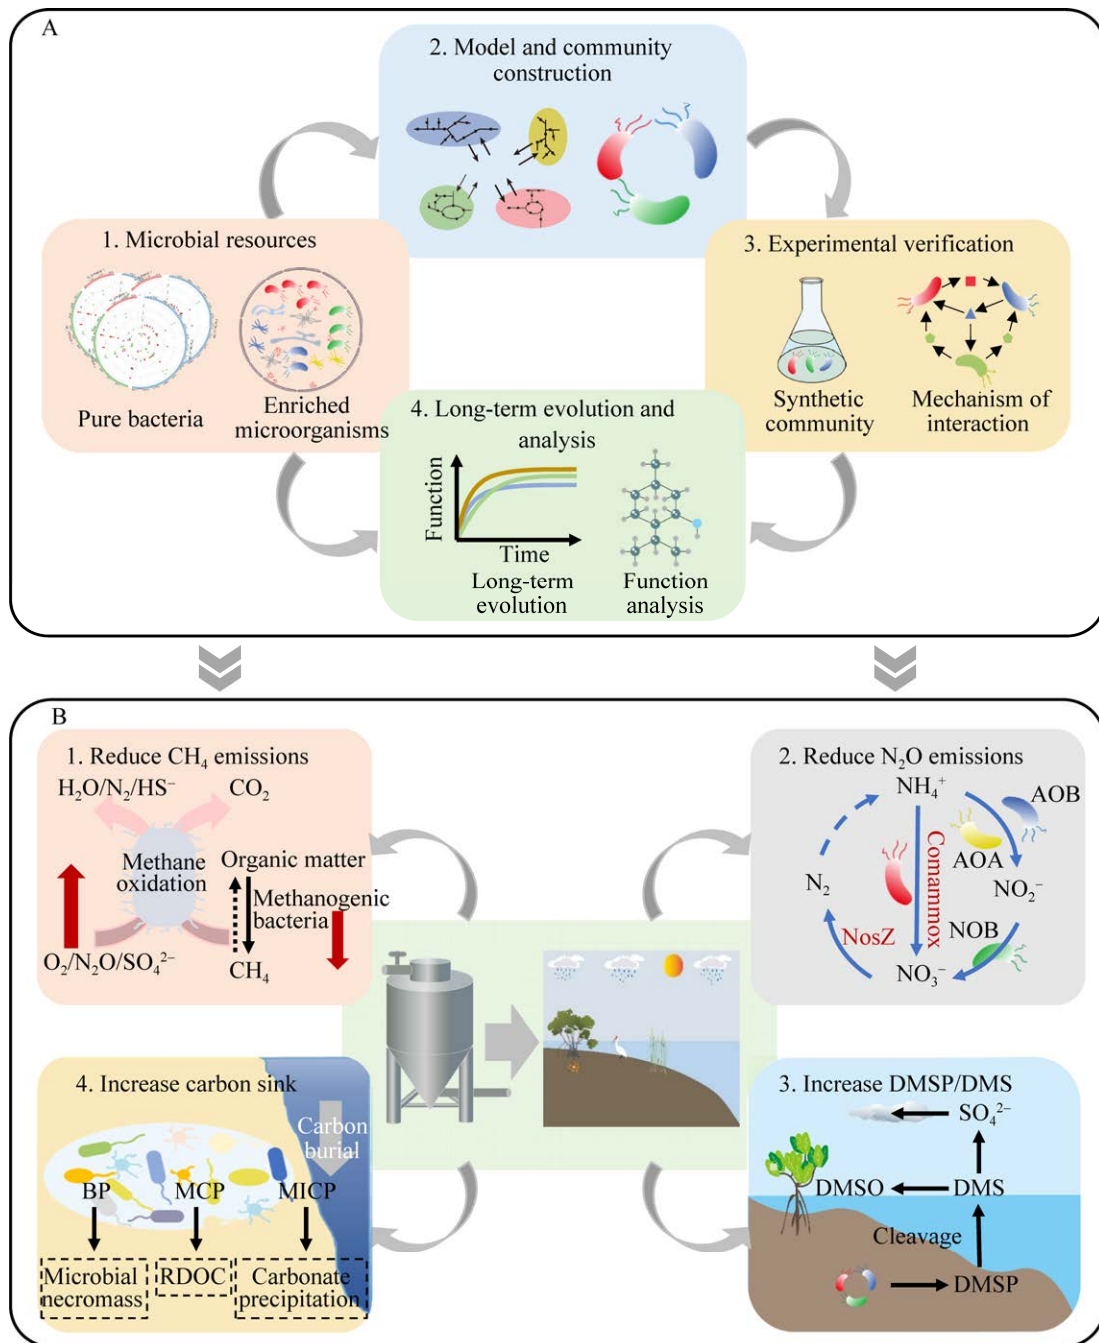 A
2. Model and community
construction
1. Microbial resources
Pure bacteria
Enriched
microorganisms
3. Experimental verification
Synthetic
community
Mechanism of
interaction
4. Long-term evolution and
analysis
Function
Time
Long-term
evolution
Function
analysis
B
1. Reduce CH₄ emissions
H₂O/N₂/HS⁻
CO₂
Methane
oxidation
Organic matter
Methanogenic
bacteria
O₂/N₂O/SO₄²⁻
CH₄
2. Reduce N₂O emissions
NH₄⁺
AOB
Comammox
AOA
N₂
NO₂⁻
NosZ
NOB
NO₃⁻
4. Increase carbon sink
Carbon
burial
BP
MCP
MICP
Microbial
necromass
RDOC
Carbonate
precipitation
3. Increase DMSP/DMS
SO₄²⁻
DMSO
DMS
Cleavage
DMSP